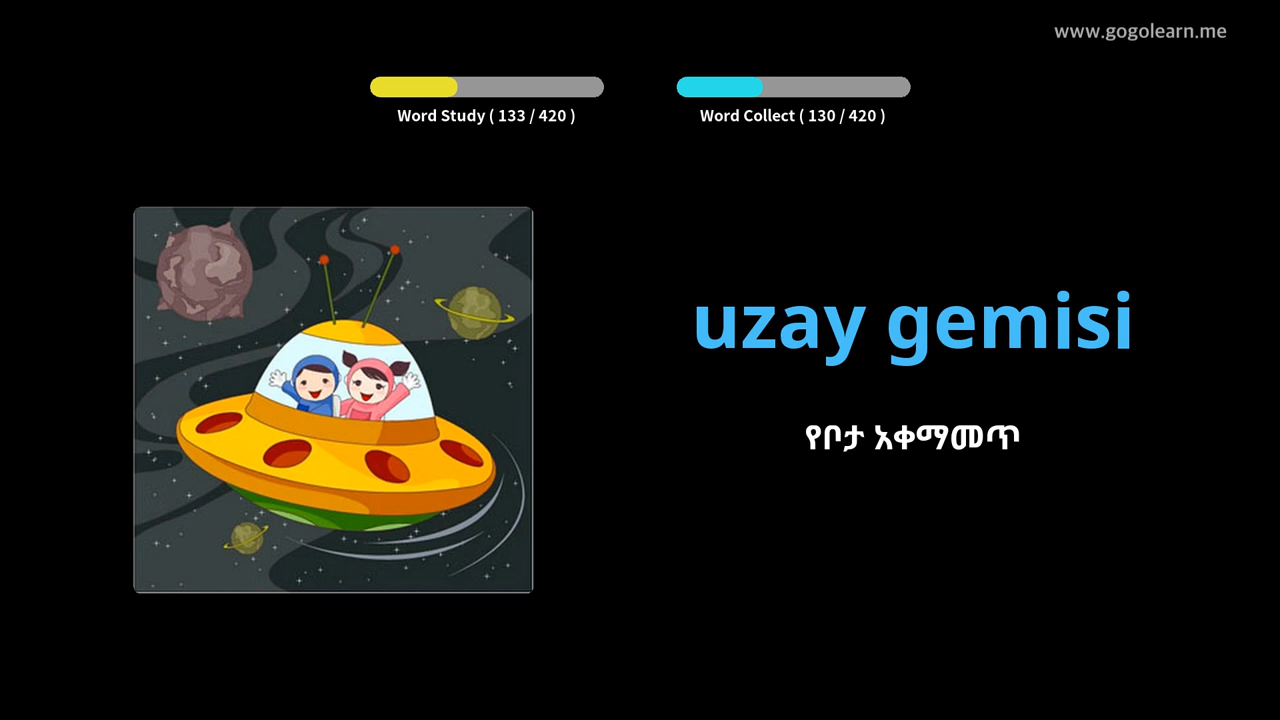 www.gogolearn.me
Word Study ( 133 / 420 )
Word Collect ( 130 / 420 )
uzay gemisi
የቦታ አቀማመጥ